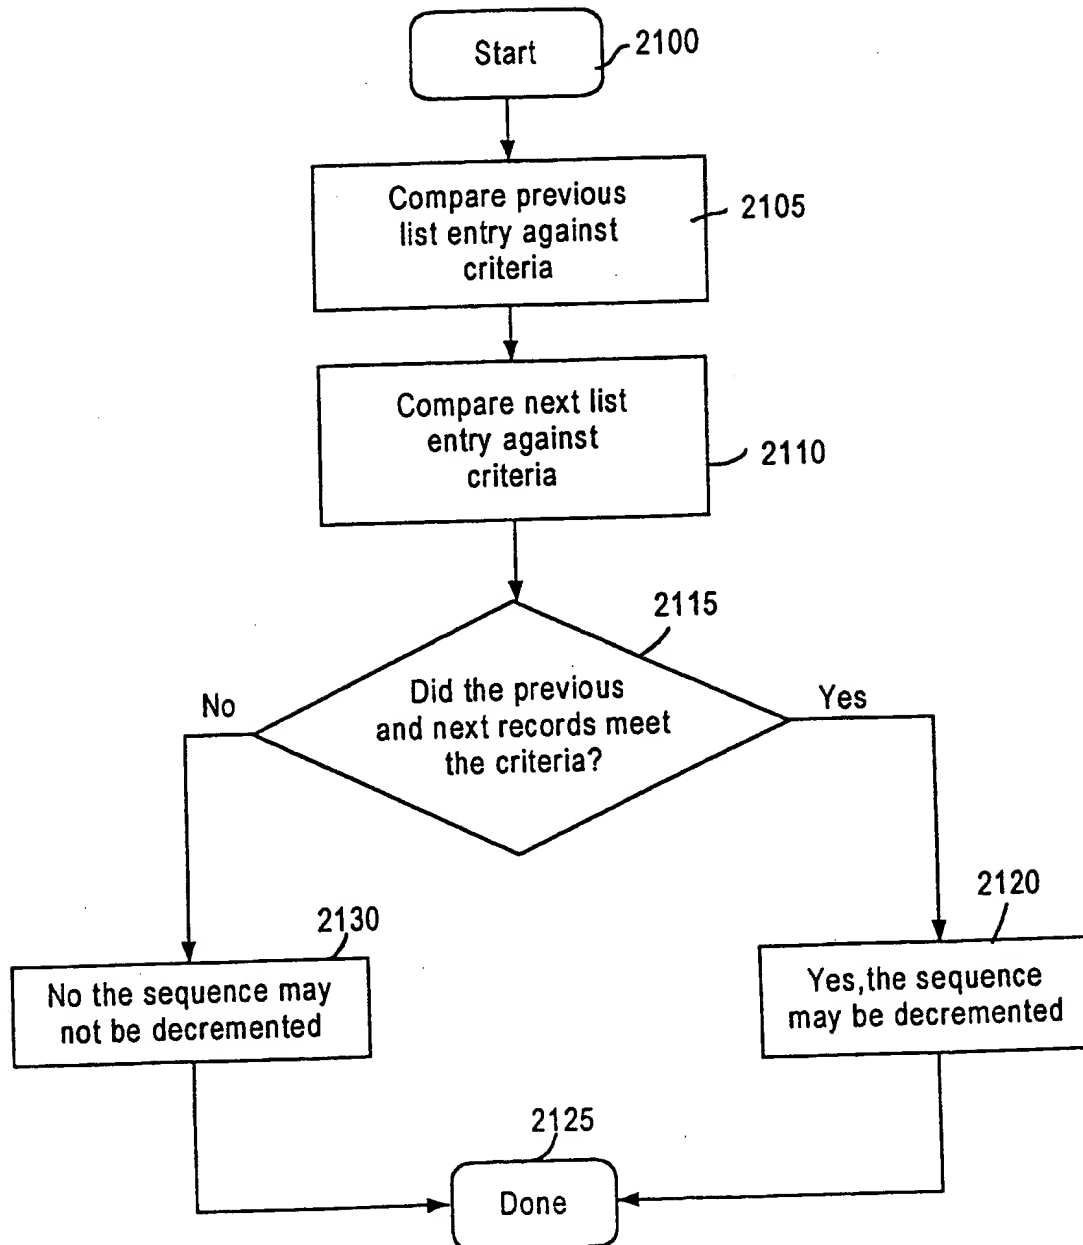 Start
2100
Compare previous
list entry against
criteria
2105
Compare next list
entry against
criteria
2110
2115
Did the previous
and next records meet
the criteria?
No
Yes
2130
No the sequence may
not be decremented
2120
Yes,the sequence
may be decremented
2125
Done